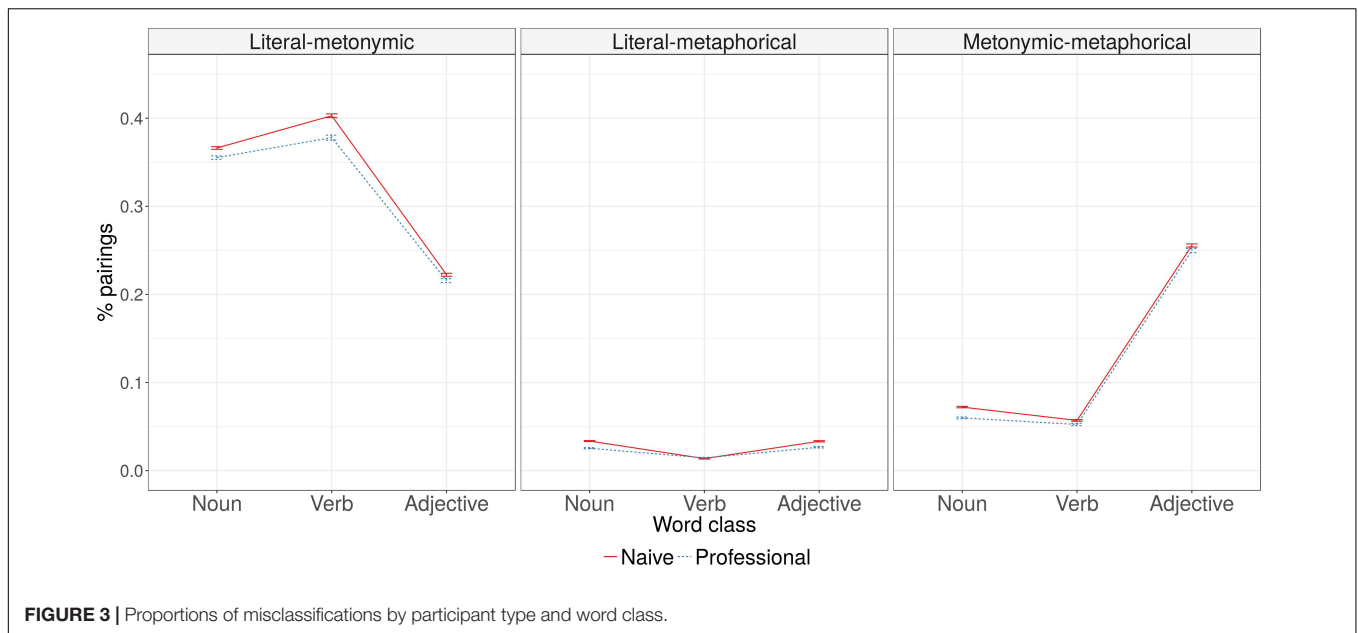 Literal-metonymic Literal-metaphorical Metonymic-metaphorical
% pairings
0.4
0.3
0.2
0.1
0.0
Noun Verb Adjective Noun Verb Adjective Noun Verb Adjective
Word class
Naive Professional
FIGURE 3 | Proportions of misclassifications by participant type and word class.